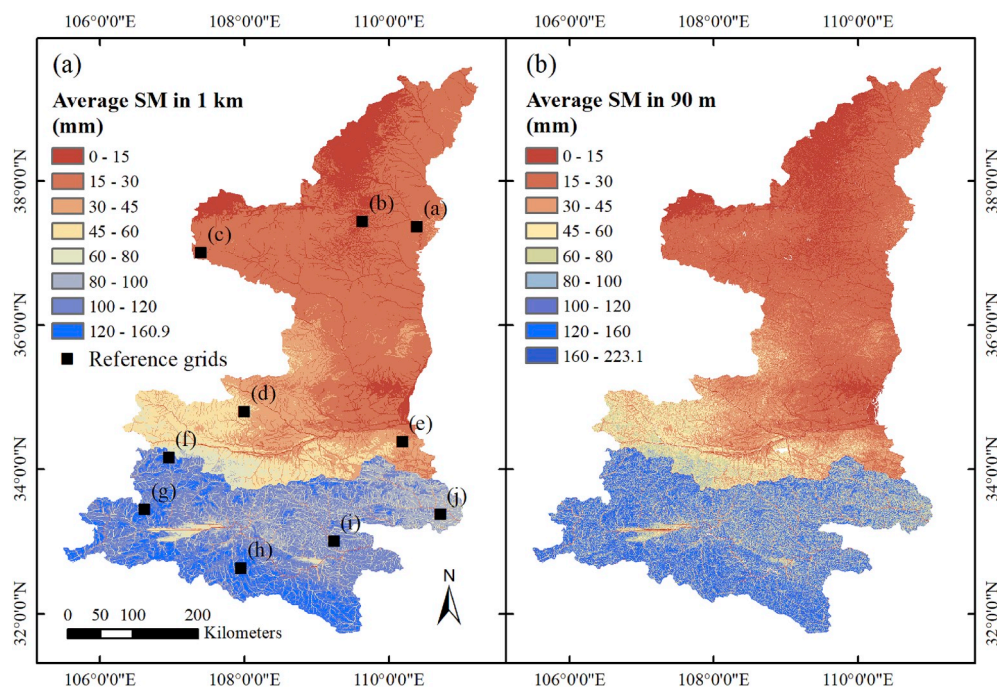 106°0'0"E 108°0'0"E 110°0'0"E 106°0'0"E 108°0'0"E 110°0'0"E
(a)
Average SM in 1 km
(mm)
0 - 15
15 - 30
30 - 45
45 - 60
60 - 80
80 - 100
100 - 120
120 - 160.9
Reference grids
(b)
(a)
(c)
(d)
(e)
(f)
(g)
(j)
(i)
(h)
N
0 50 100 200
Kilometers
38°0'0"N
36°0'0"N
34°0'0"N
32°0'0"N
(b)
Average SM in 90 m
(mm)
0 - 15
15 - 30
30 - 45
45 - 60
60 - 80
80 - 100
100 - 120
120 - 160
160 - 223.1
38°0'0"N
36°0'0"N
34°0'0"N
32°0'0"N
106°0'0"E 108°0'0"E 110°0'0"E 106°0'0"E 108°0'0"E 110°0'0"E